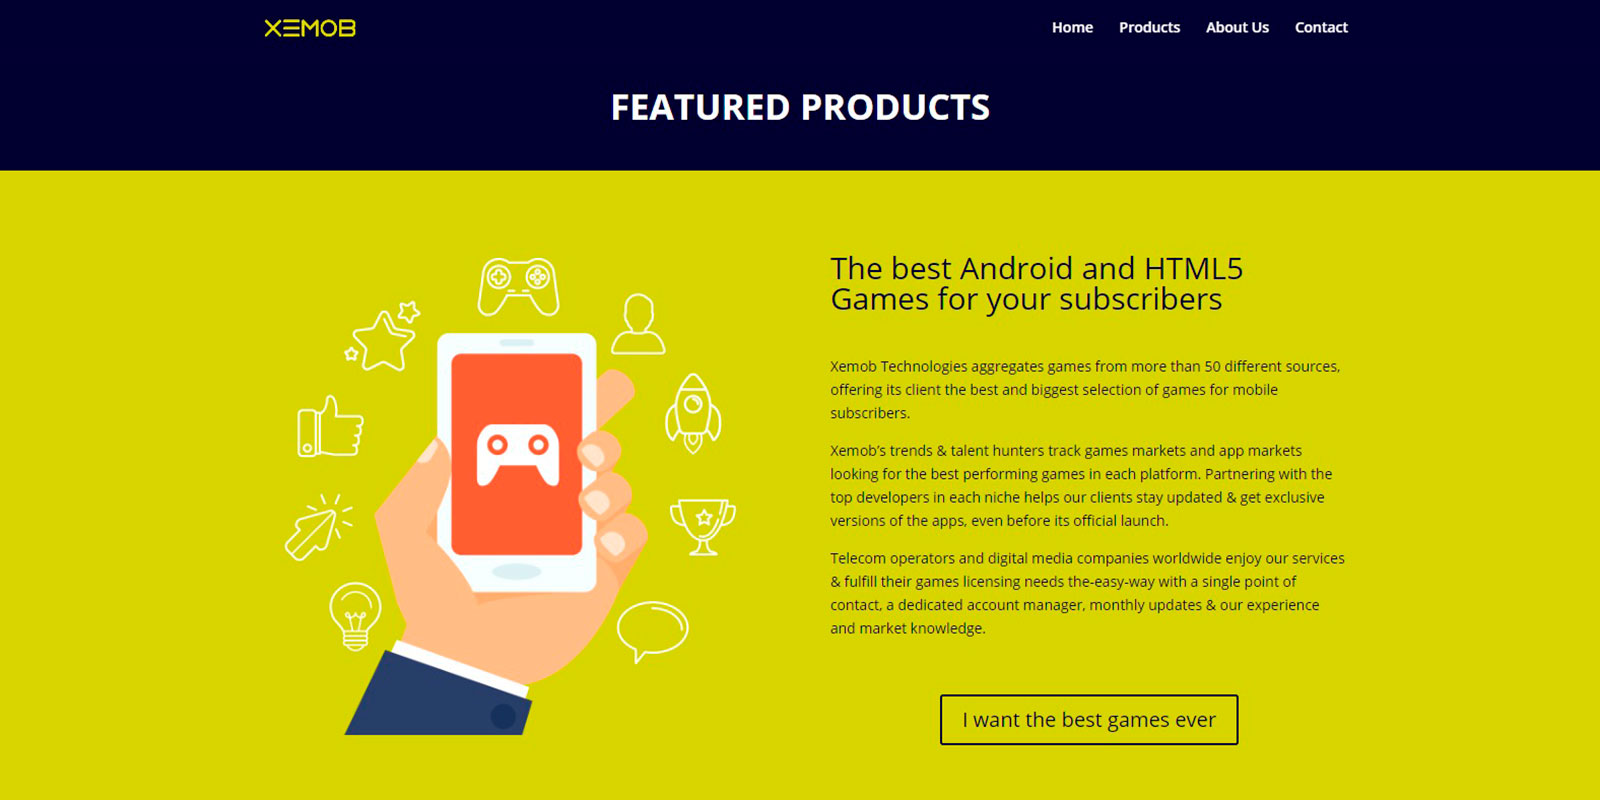 XEMOB
Home Products About Us Contact
FEATURED PRODUCTS
The best Android and HTML5
Games for your subscribers
Xemob Technologies aggregates games from more than 50 different sources,
offering its client the best and biggest selection of games for mobile
subscribers.
Xemob’s trends & talent hunters track games markets and app markets
looking for the best performing games in each platform. Partnering with the
top developers in each niche helps our clients stay updated & get exclusive
versions of the apps, even before its official launch.
Telecom operators and digital media companies worldwide enjoy our services
& fulfill their games licensing needs the-easy-way with a single point of
contact, a dedicated account manager, monthly updates & our experience
and market knowledge.
I want the best games ever